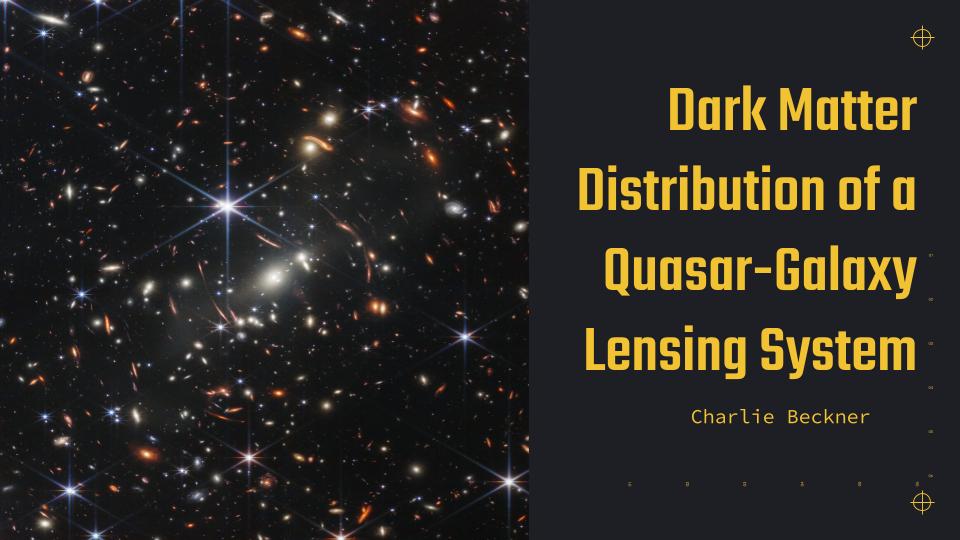 Dark Matter
Distribution of a
Quasar-Galaxy
Lensing System
Charlie Beckner